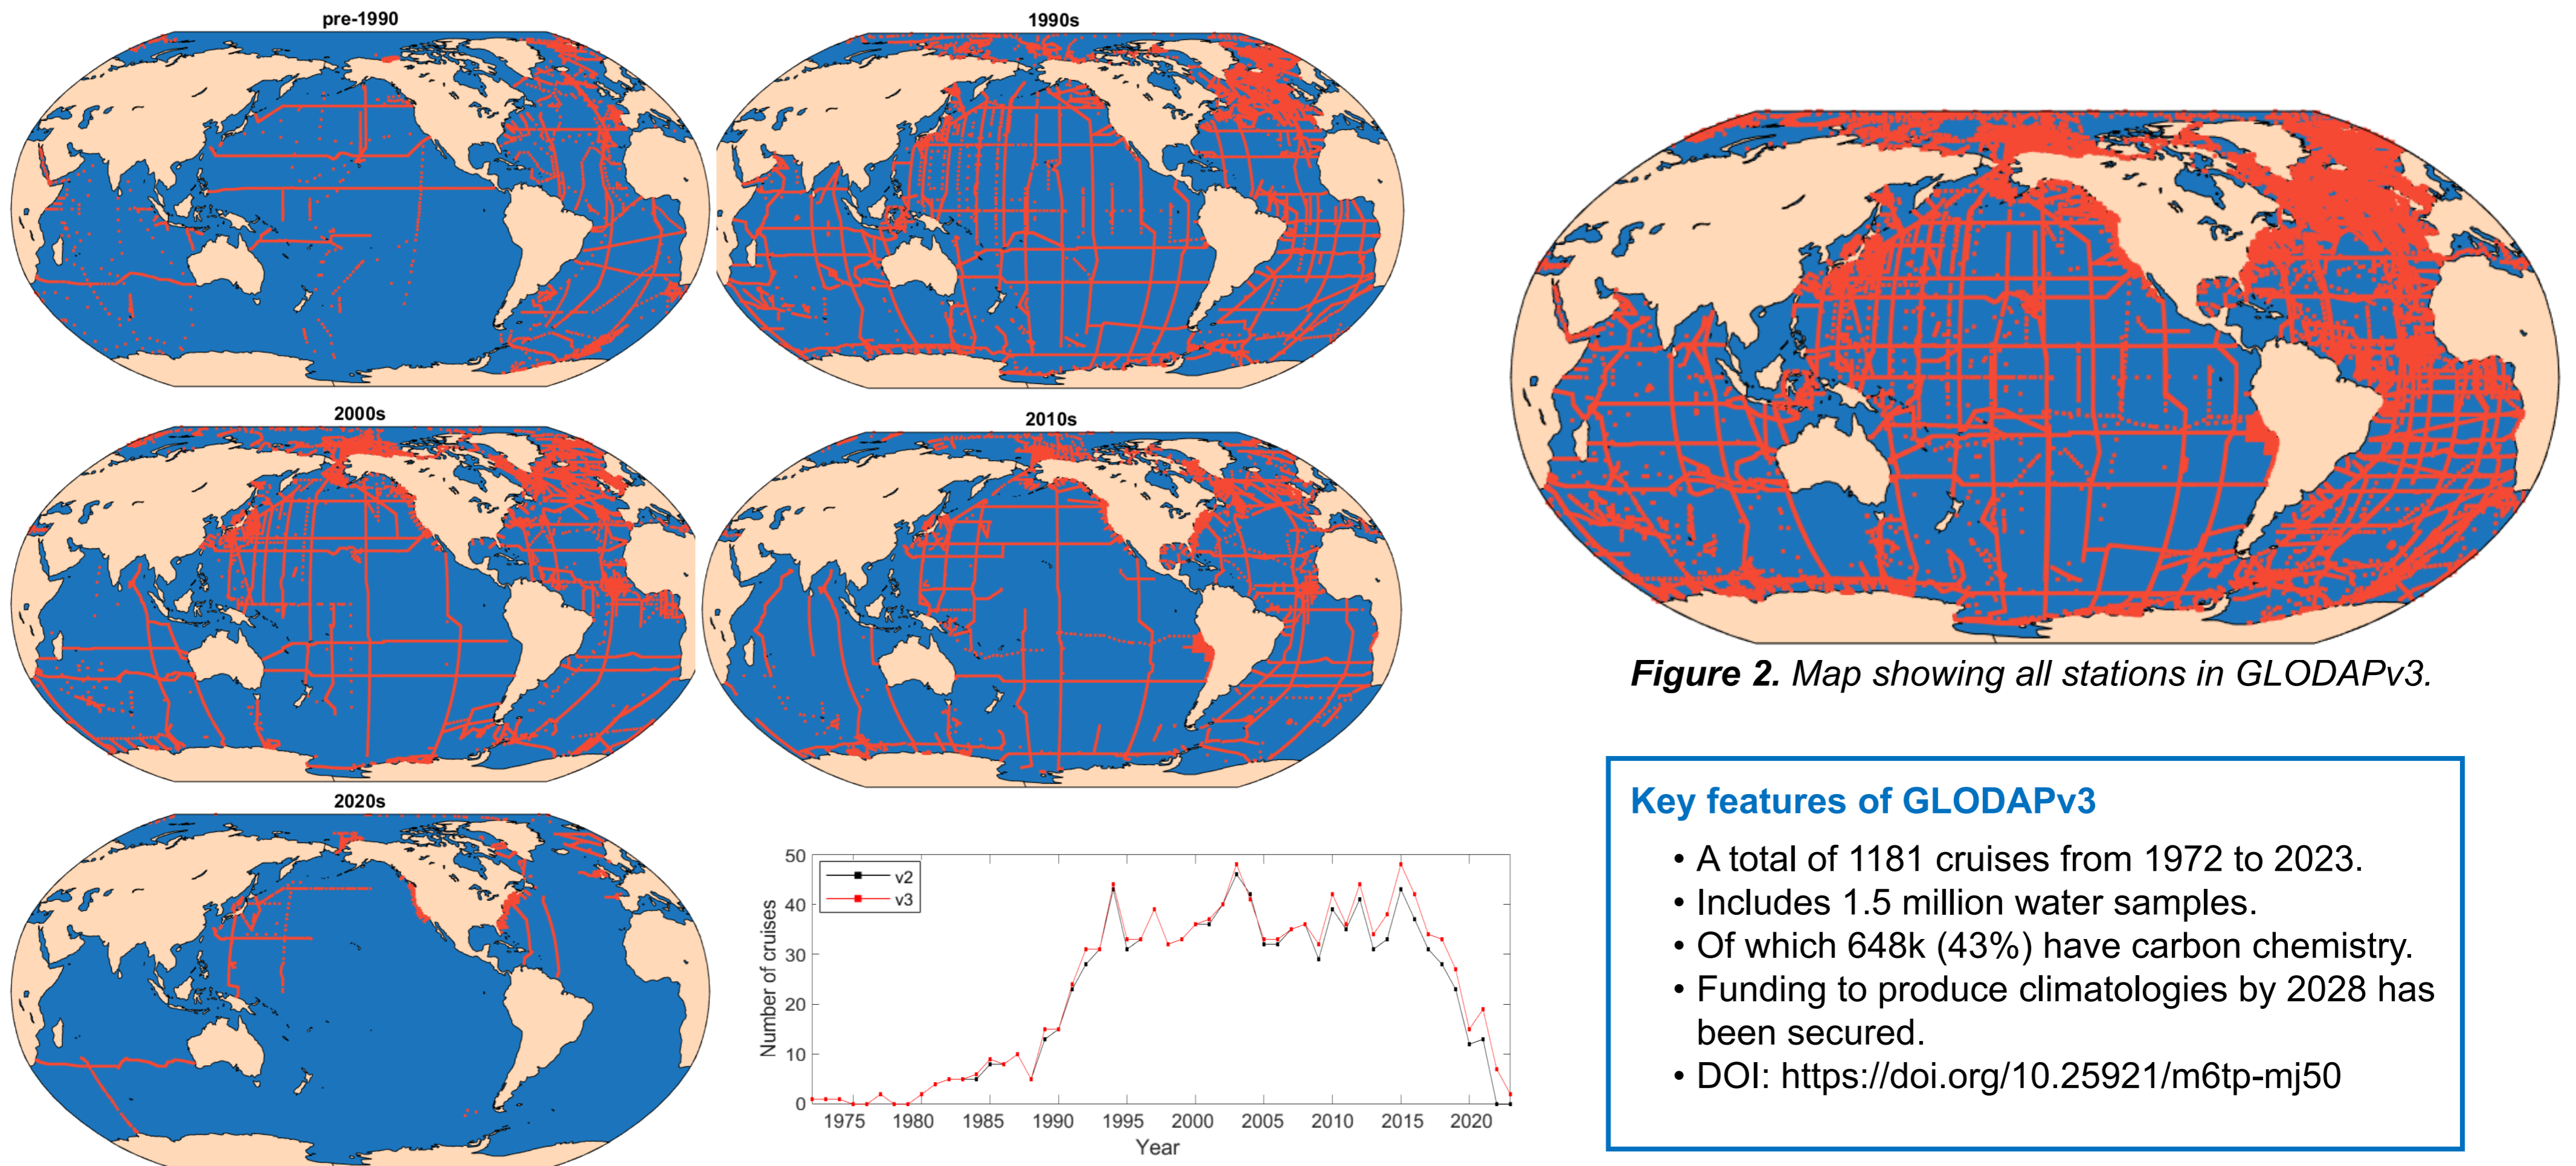 pre-1990
1990s
2000s
2010s
2020s
50
40
30
20
10
0
Number of cruises
v2
v3
1975
1980
1985
1990
1995
2000
2005
2010
2015
2020
Year
Figure 2. Map showing all stations in GLODAPv3.
Key features of GLODAPv3
• A total of 1181 cruises from 1972 to 2023.
• Includes 1.5 million water samples.
• Of which 648k (43%) have carbon chemistry.
• Funding to produce climatologies by 2028 has
been secured.
• DOI: https://doi.org/10.25921/m6tp-mj50